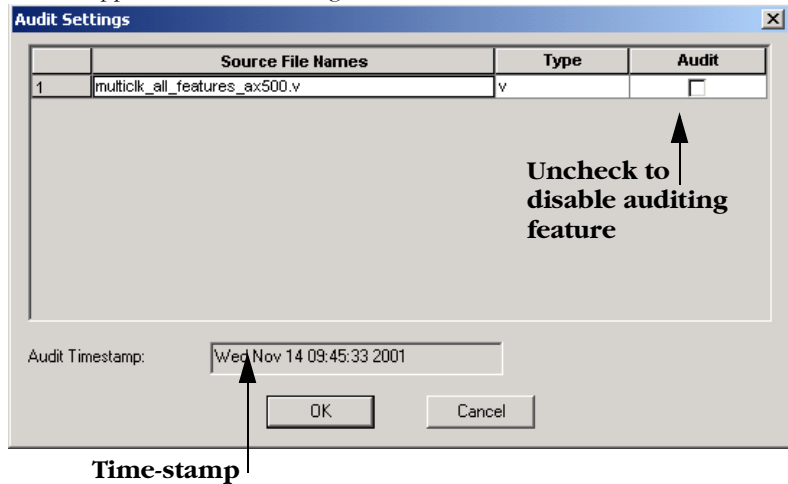 Audit Settings
Source File Names Type Audit
1 multiclk_all_features_ax500.v v
Uncheck to
disable auditing
feature
Audit Timestamp: Wed Nov 14 09:45:33 2001
OK Cancel
Time-stamp